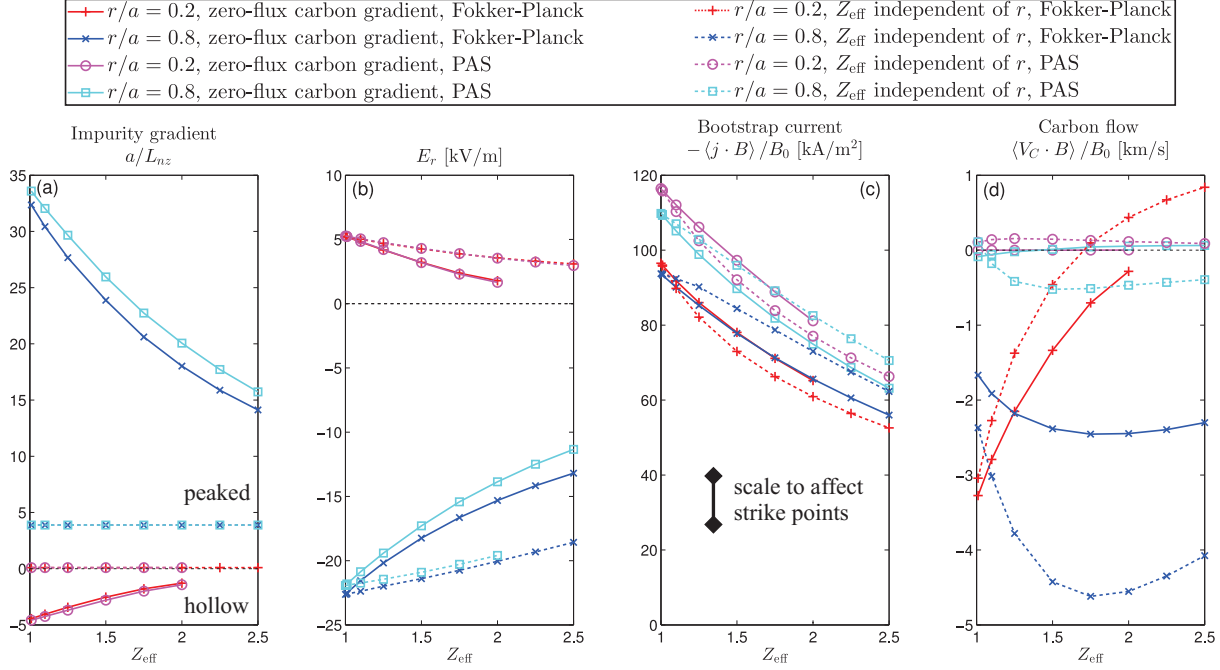 r/a = 0.2, zero-flux carbon gradient, Fokker-Planck
r/a = 0.8, zero-flux carbon gradient, Fokker-Planck
r/a = 0.2, zero-flux carbon gradient, PAS
r/a = 0.8, zero-flux carbon gradient, PAS
r/a = 0.2, Z_eff independent of r, Fokker-Planck
r/a = 0.8, Z_eff independent of r, Fokker-Planck
r/a = 0.2, Z_eff independent of r, PAS
r/a = 0.8, Z_eff independent of r, PAS
Impurity gradient
a/L_nz
(a)
35
30
25
20
15
10
5
0
−5
peaked
hollow
1 1.5 2 2.5
Z_eff
E_r [kV/m]
(b)
10
5
0
−5
−10
−15
−20
−25
1 1.5 2 2.5
Z_eff
Bootstrap current
− ⟨j · B⟩ /B_0 [kA/m²]
(c)
120
100
80
60
40
20
0
scale to affect
strike points
1 1.5 2 2.5
Z_eff
Carbon flow
⟨V_C · B⟩ /B_0 [km/s]
(d)
1
0
−1
−2
−3
−4
−5
1 1.5 2 2.5
Z_eff